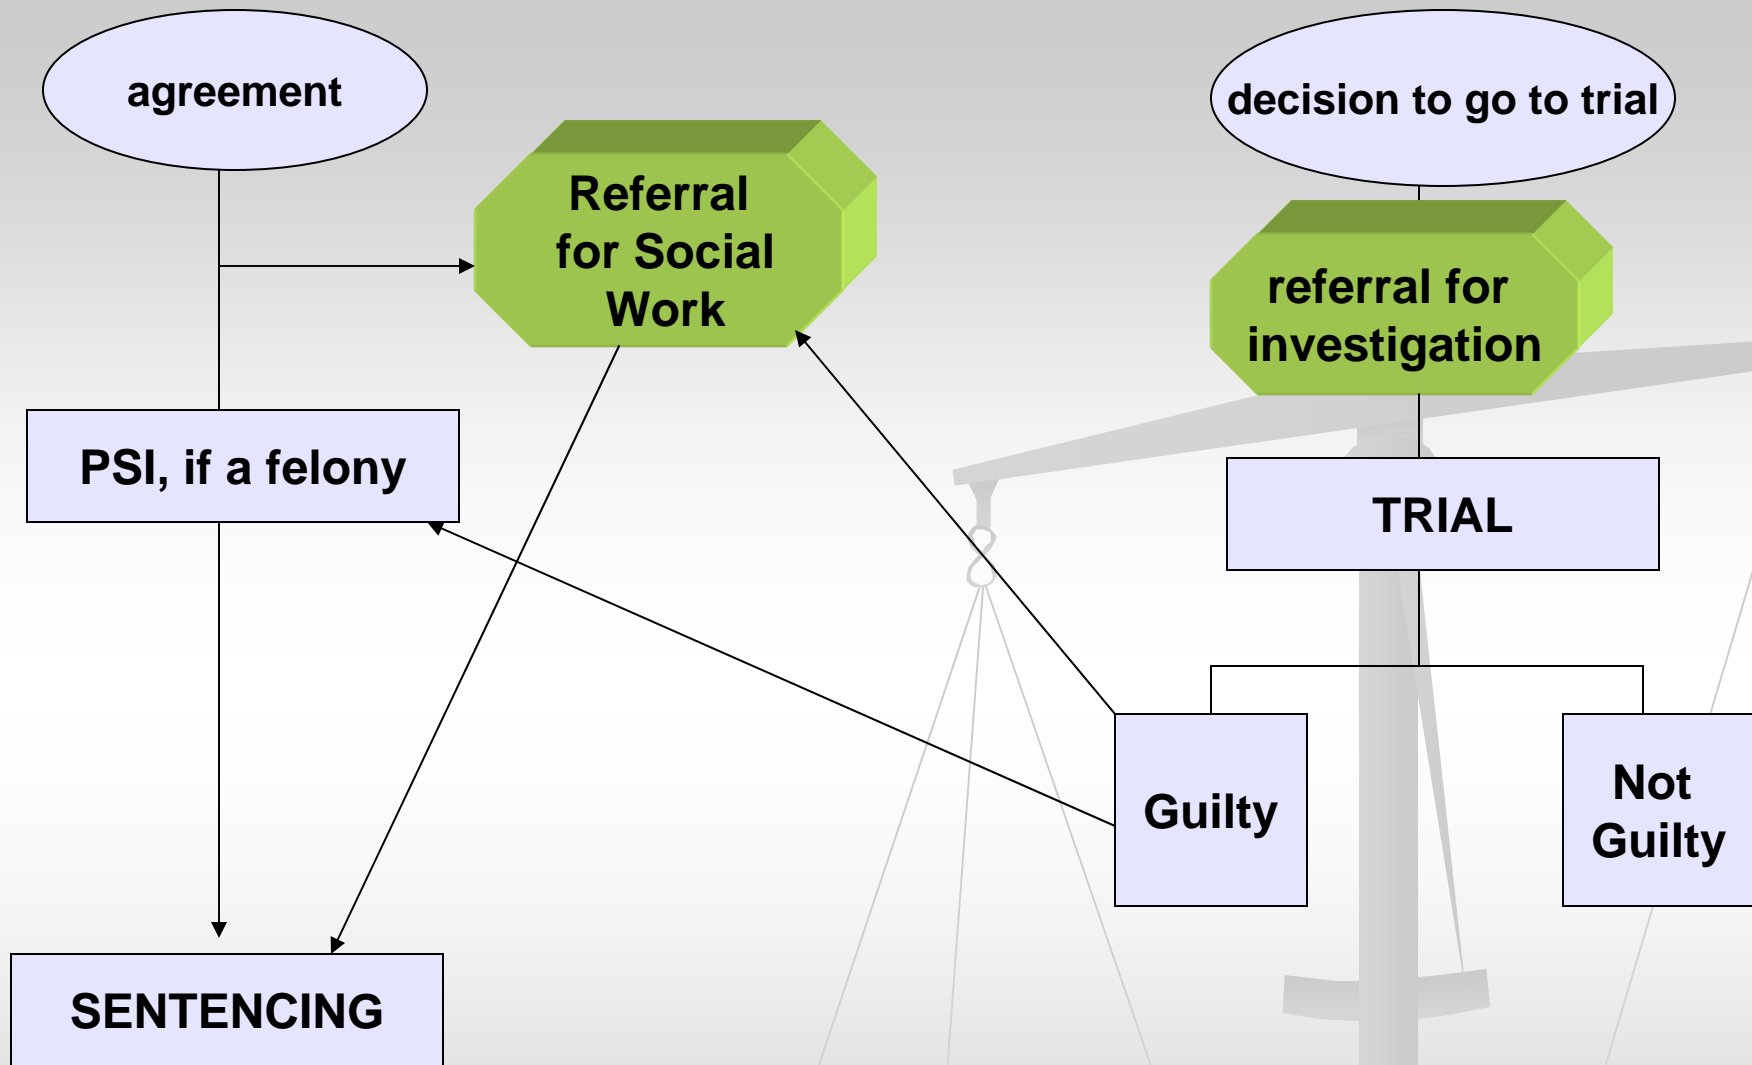 agreement
decision to go to trial
Referral
for Social
Work
referral for
investigation
PSI, if a felony
TRIAL
Guilty
Not
Guilty
SENTENCING